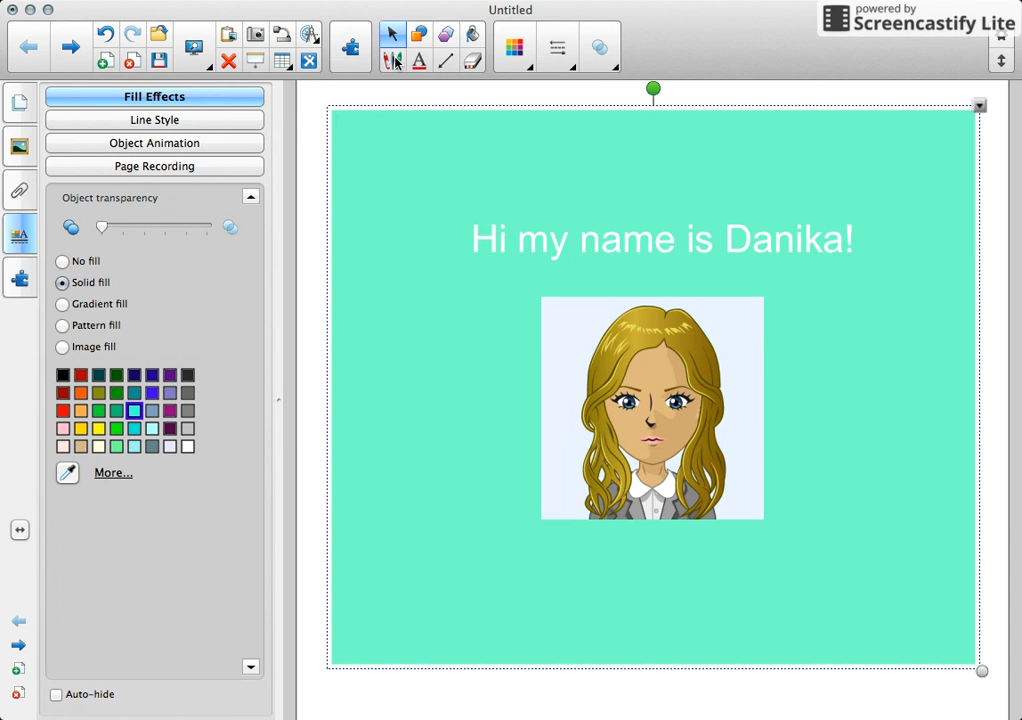 Untitled
powered by
Screencastify Lite
Fill Effects
Line Style
Object Animation
Page Recording
Object transparency
No fill
Solid fill
Gradient fill
Pattern fill
Image fill
More...
Auto-hide
Hi my name is Danika!